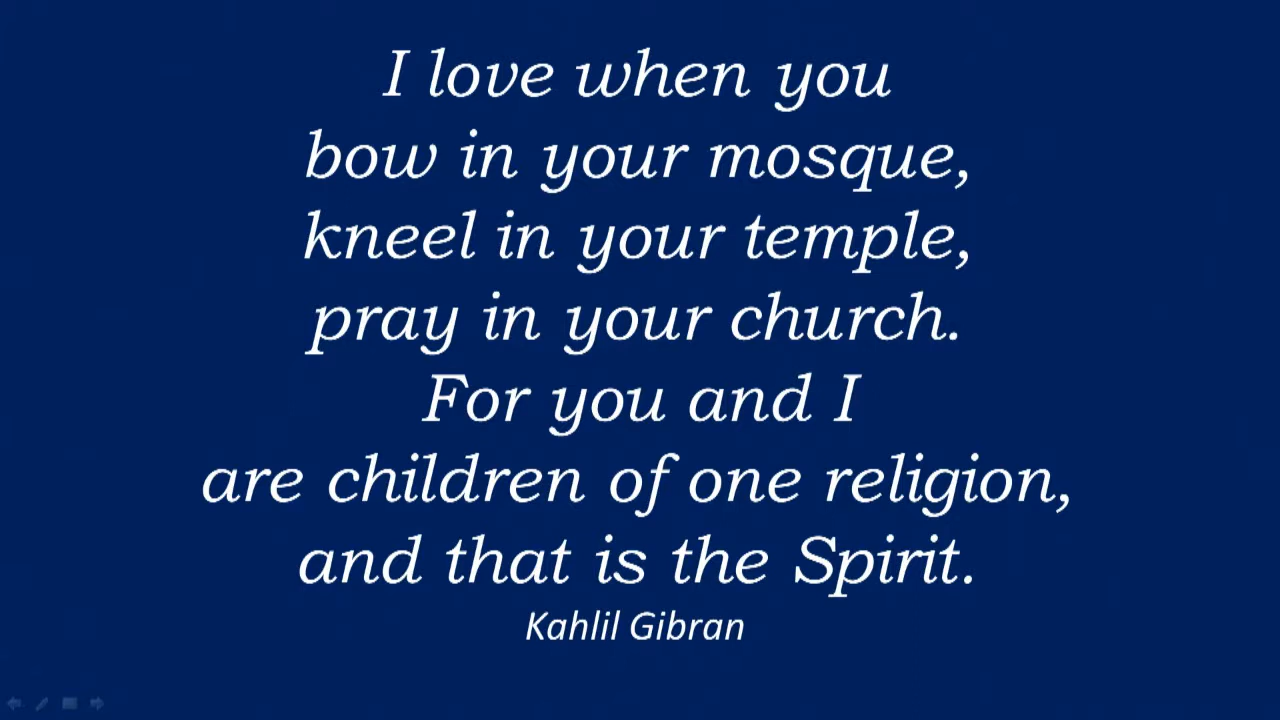 I love when you
bow in your mosque,
kneel in your temple,
pray in your church.
For you and I
are children of one religion,
and that is the Spirit.
Kahlil Gibran